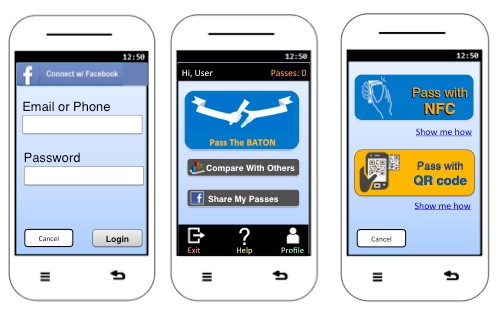 12:50
f Connect w/ Facebook
Email or Phone
Password
Cancel
Login
12:50
Hi, User
Passes: 0
Pass The BATON
Compare With Others
f Share My Passes
Exit
?
Help
Profile
12:50
Pass with
NFC
Show me how
Pass with
QR code
Show me how
Cancel